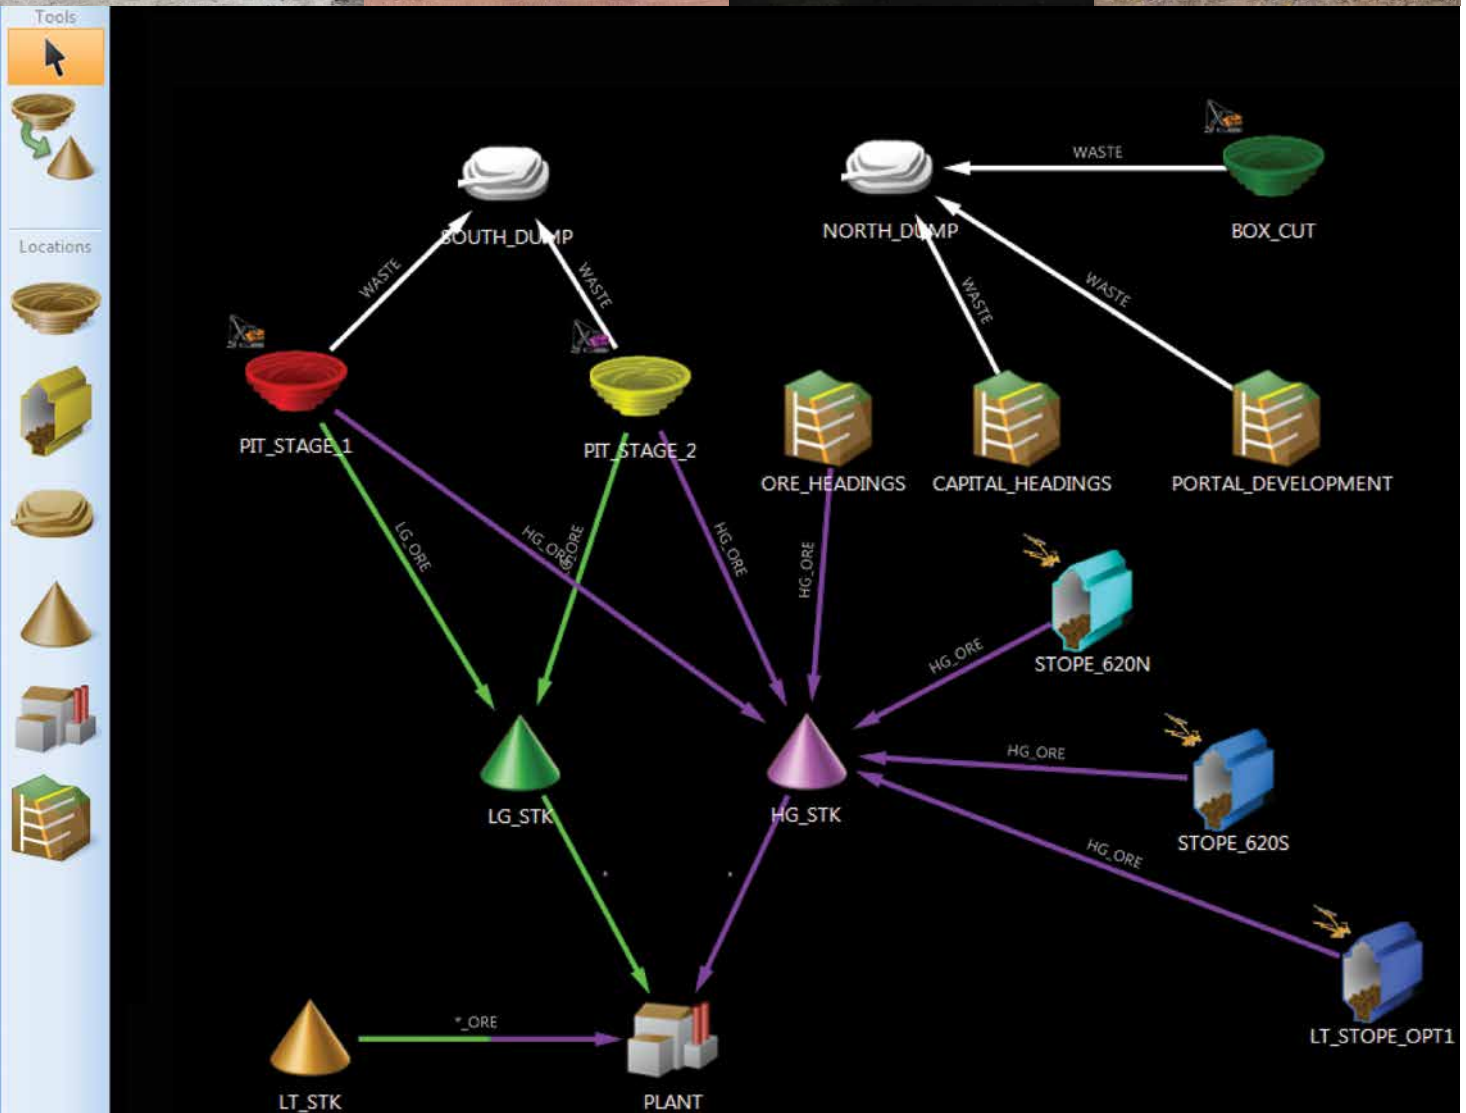 Tools
Locations
WASTE
SOUTH_DUMP
NORTH_DUMP
BOX_CUT
WASTE
WASTE
WASTE
WASTE
PIT_STAGE_1
PIT_STAGE_2
ORE_HEADINGS
CAPITAL_HEADINGS
PORTAL_DEVELOPMENT
LG_ORE
HG_ORE
LG_ORE
HG_ORE
HG_ORE
HG_ORE
STOPE_620N
HG_ORE
LG_STK
HG_STK
STOPE_620S
HG_ORE
*_ORE
LT_STOPE_OPT1
LT_STK
PLANT